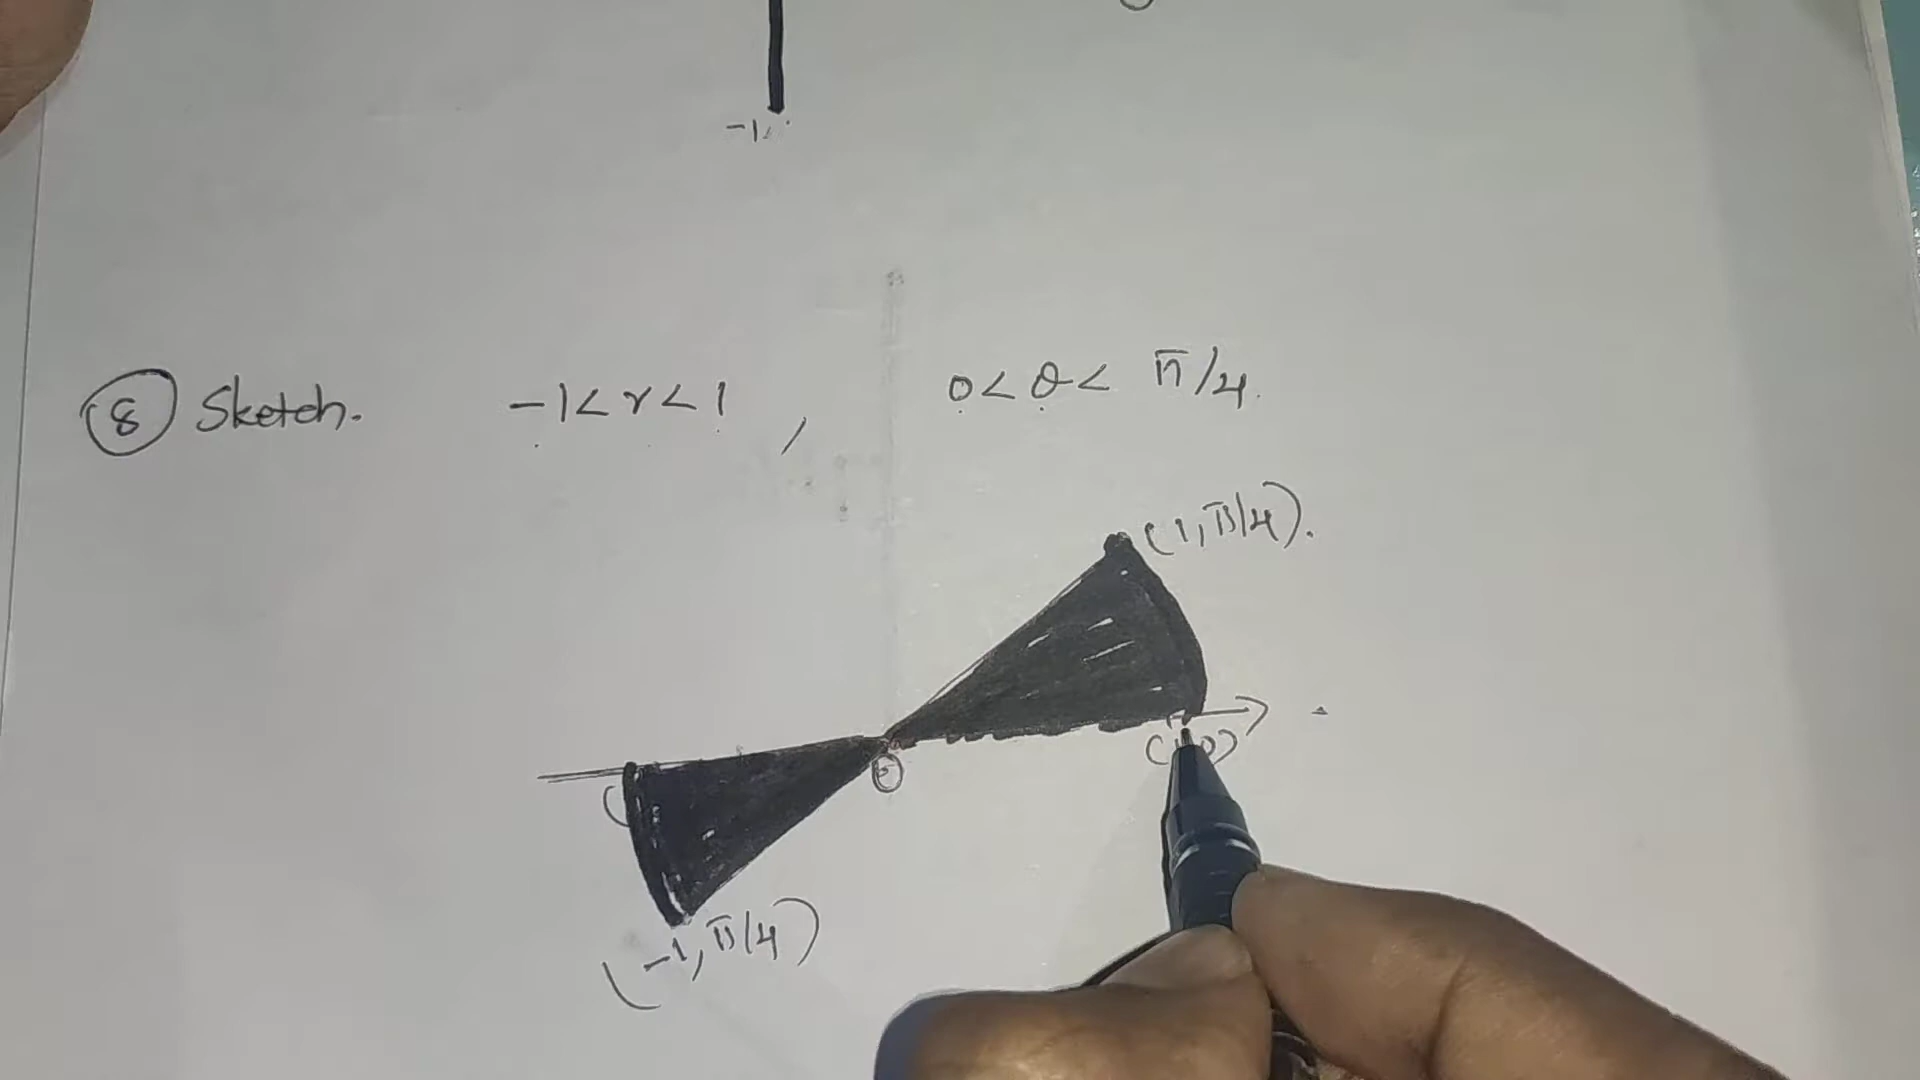 -1
8 Sketch. -1<r<1 , 0<θ< π/4.
(1, π/4).
0
(-1, π/4)